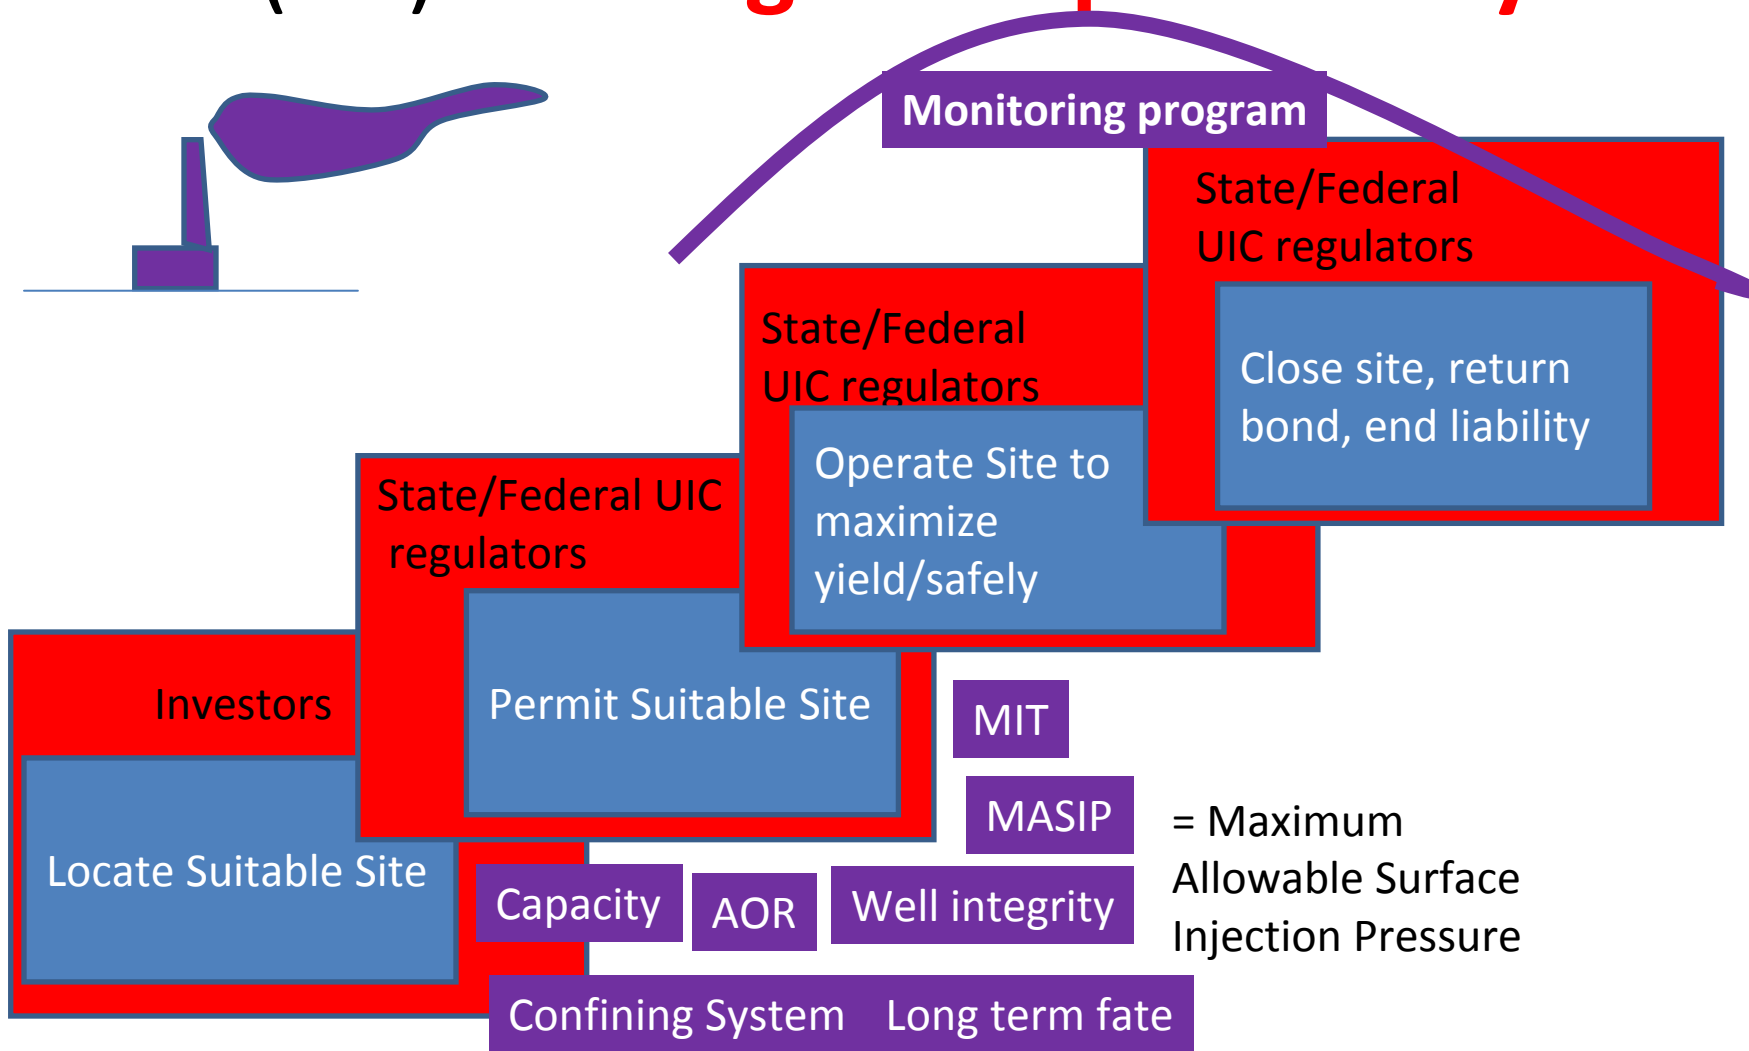 Monitoring program
State/Federal
UIC regulators
Close site, return
bond, end liability
State/Federal
UIC regulators
Operate Site to
maximize
yield/safely
State/Federal UIC
regulators
Permit Suitable Site
Investors
Locate Suitable Site
MIT
MASIP
= Maximum
Allowable Surface
Injection Pressure
Capacity
AOR
Well integrity
Confining System Long term fate